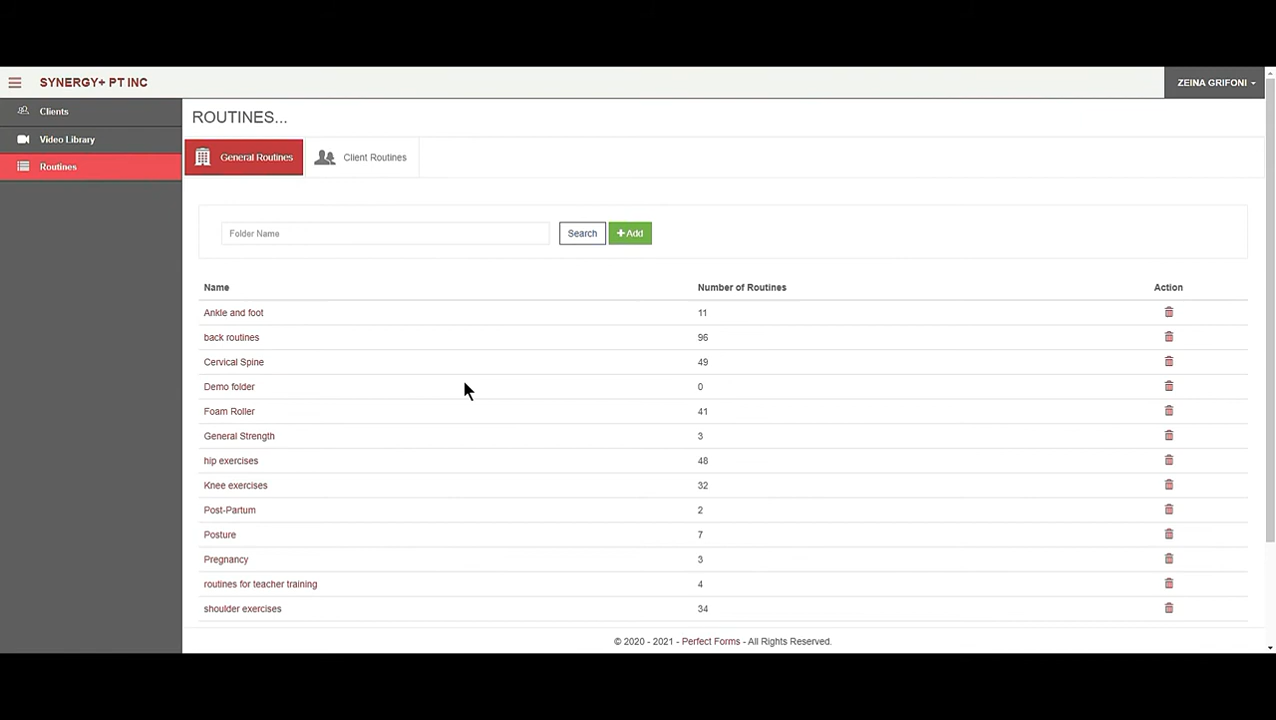 SYNERGY+ PT INC
ZEINA GRIFONI
Clients
Video Library
Routines
ROUTINES...
General Routines
Client Routines
Folder Name
Search
+ Add
Name Number of Routines Action
Ankle and foot 11
back routines 96
Cervical Spine 49
Demo folder 0
Foam Roller 41
General Strength 3
hip exercises 48
Knee exercises 32
Post-Partum 2
Posture 7
Pregnancy 3
routines for teacher training 4
shoulder exercises 34
© 2020 - 2021 - Perfect Forms - All Rights Reserved.